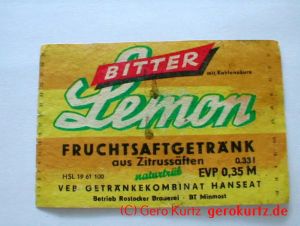 BITTER
mit Kohlensäure
Lemon
FRUCHTSAFTGETRÄNK
aus Zitrussäften 0.33 l
HSL 19 61 100 naturtrüb EVP 0,35 M
VEB GETRÄNKEKOMBINAT HANSEAT
Betrieb Rostocker Brauerei - BT Minmost
(C) Gero Kurtz gerokurtz.de